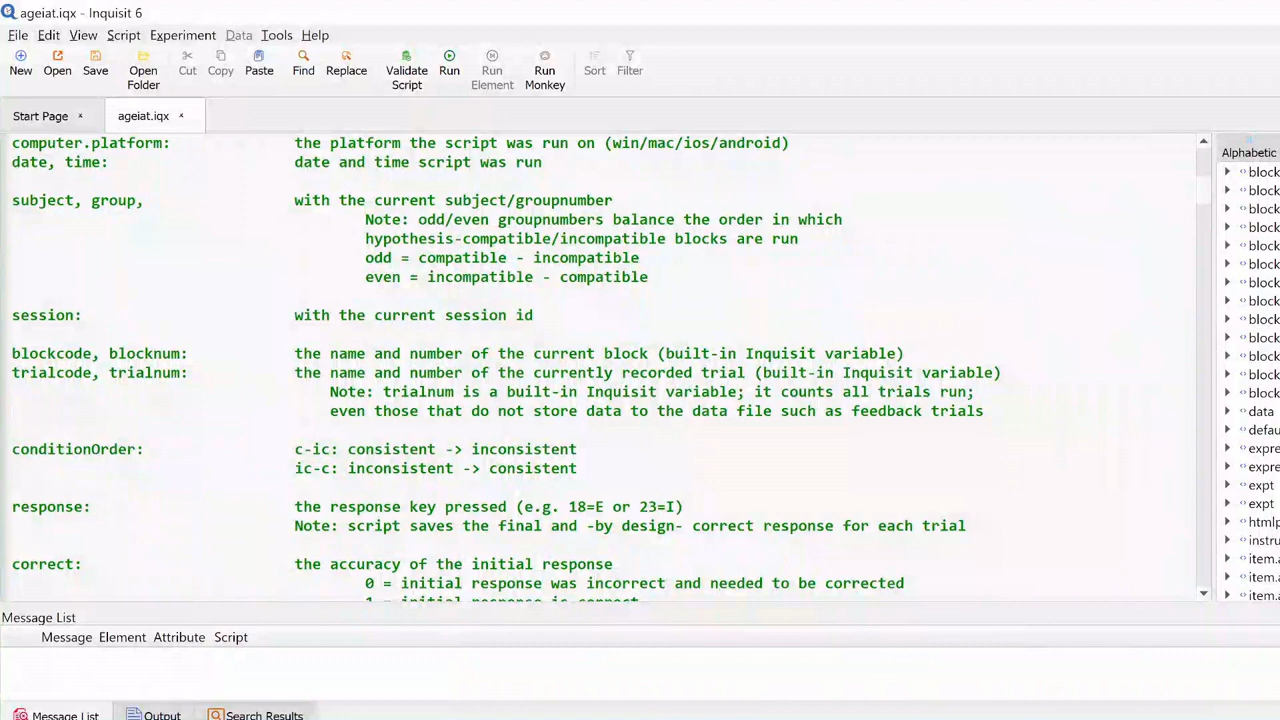 ageiat.iqx - Inquisit 6
File Edit View Script Experiment Data Tools Help
New Open Save Open Folder Cut Copy Paste Find Replace Validate Script Run Run Element Run Monkey Sort Filter
Start Page × ageiat.iqx ×
computer.platform: the platform the script was run on (win/mac/ios/android)
date, time: date and time script was run
subject, group, with the current subject/groupnumber
Note: odd/even groupnumbers balance the order in which
hypothesis-compatible/incompatible blocks are run
odd = compatible - incompatible
even = incompatible - compatible
session: with the current session id
blockcode, blocknum: the name and number of the current block (built-in Inquisit variable)
trialcode, trialnum: the name and number of the currently recorded trial (built-in Inquisit variable)
Note: trialnum is a built-in Inquisit variable; it counts all trials run;
even those that do not store data to the data file such as feedback trials
conditionOrder: c-ic: consistent -> inconsistent
ic-c: inconsistent -> consistent
response: the response key pressed (e.g. 18=E or 23=I)
Note: script saves the final and -by design- correct response for each trial
correct: the accuracy of the initial response
0 = initial response was incorrect and needed to be corrected
1 = initial response is correct
Alphabetic
block
block
block
block
block
block
block
block
block
block
block
block
block
data
defau
expre
expre
expt
expt
htmlp
instru
item.a
item.a
item.a
Message List
Message Element Attribute Script
Message List Output Search Results